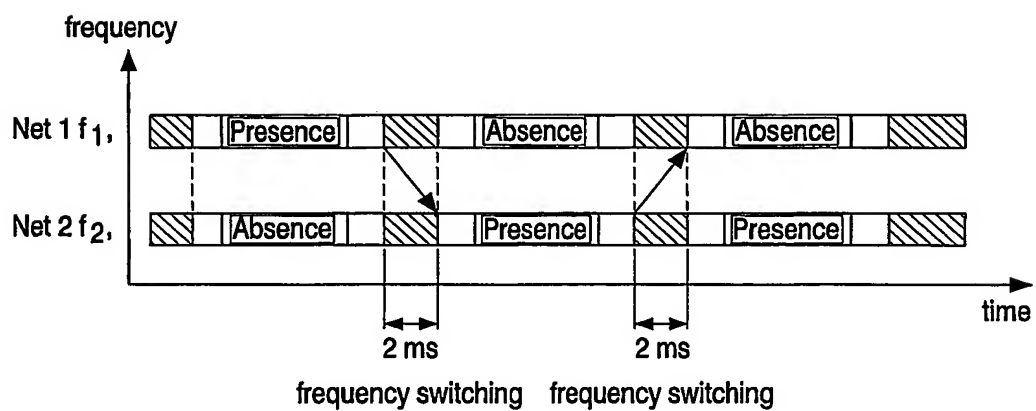 frequency
Net 1 f1,
Presence
Absence
Absence
Net 2 f2,
Absence
Presence
Presence
time
2 ms
2 ms
frequency switching
frequency switching